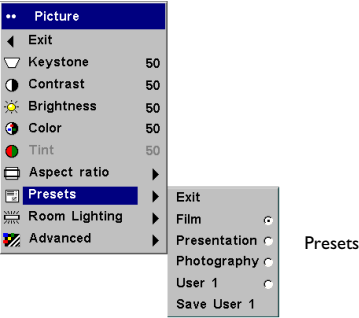 Picture
Exit
Keystone 50
Contrast 50
Brightness 50
Color 50
Tint 50
Aspect ratio
Presets
Room Lighting
Advanced
Exit
Film
Presentation
Photography
User 1
Save User 1
Presets